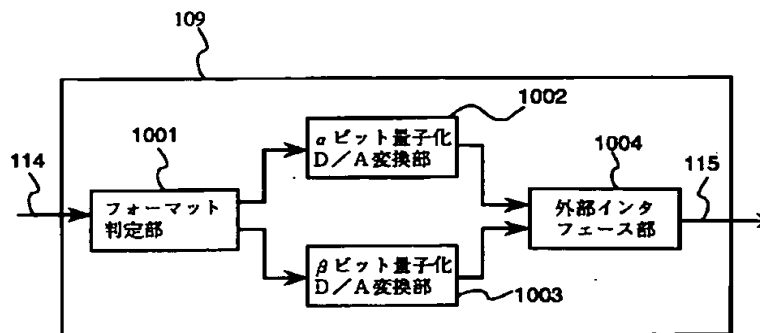 109
1002
αビット量子化
D/A変換部
1001
1004
114
115
フォーマット
判定部
外部インタ
フェース部
βビット量子化
D/A変換部
1003